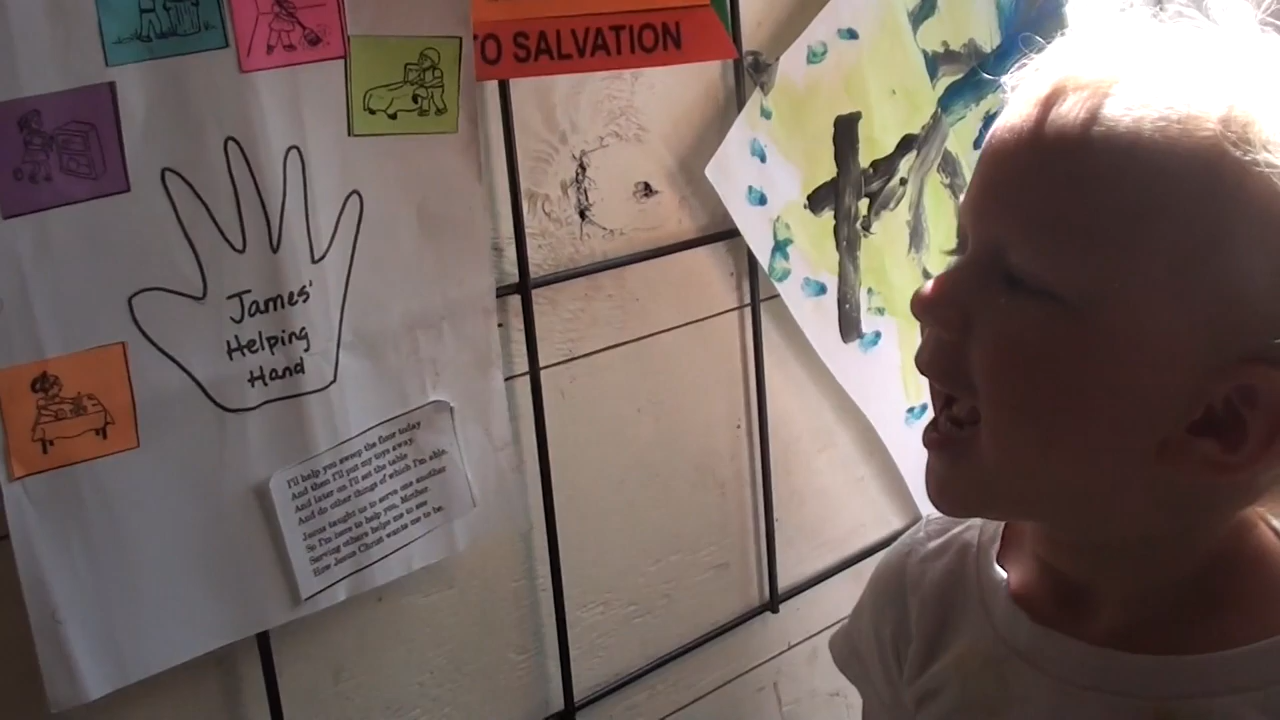 TO SALVATION
James'
Helping
Hand
I'll help you sweep the floor today
And then I'll put my toys away.
And later on I'll set the table
And do other things of which I'm able.
Jesus taught us to serve one another
So I'm here to help you, Mother.
Serving others helps me to see
How Jesus Christ wants me to be.